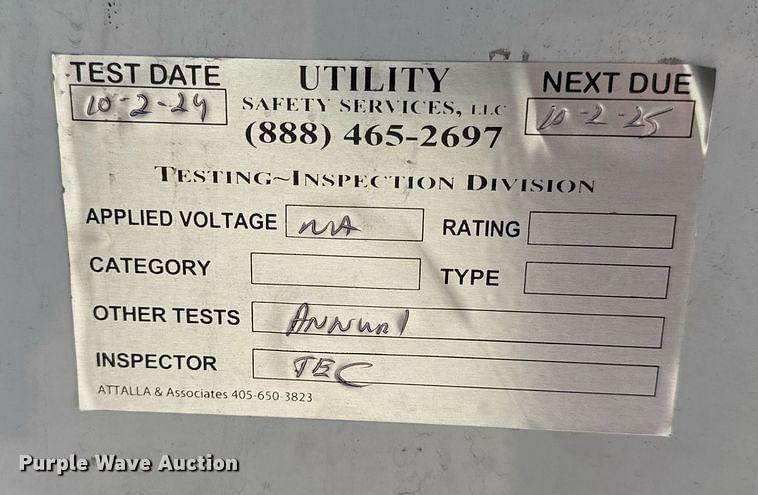 TEST DATE UTILITY NEXT DUE
10-2-24 SAFETY SERVICES, LLC 10-2-25
(888) 465-2697
TESTING~INSPECTION DIVISION
APPLIED VOLTAGE NA RATING
CATEGORY TYPE
OTHER TESTS ANNUAl
INSPECTOR TEC
ATTALLA & Associates 405-650-3823
Purple Wave Auction